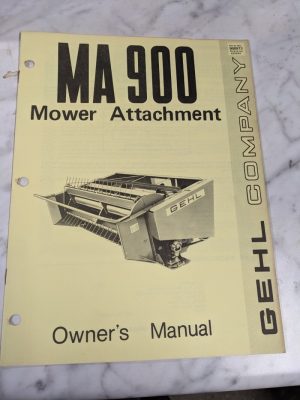 MA 900
Mower Attachment
GEHL COMPANY
GEHL
Owner's Manual